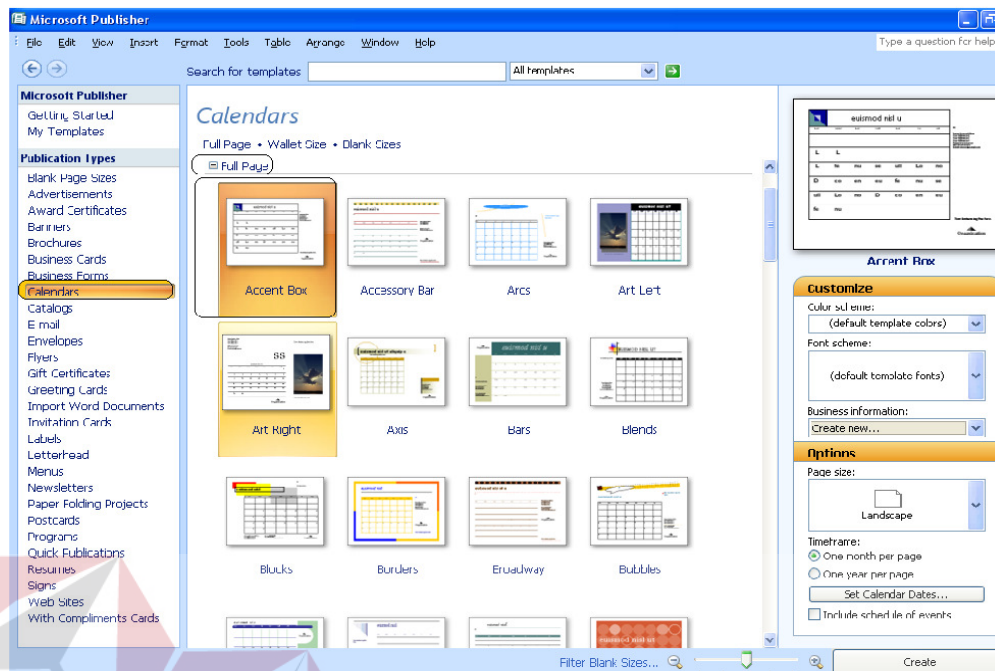 Microsoft Publisher
File Edit View Insert Format Tools Table Arrange Window Help
Type a question for help
Search for templates All templates
Microsoft Publisher
Getting Started
My Templates
Publication Types
Blank Page Sizes
Advertisements
Award Certificates
Banners
Brochures
Business Cards
Business Forms
Calendars
Catalogs
E-mail
Envelopes
Flyers
Gift Certificates
Greeting Cards
Import Word Documents
Invitation Cards
Labels
Letterhead
Menus
Newsletters
Paper Folding Projects
Postcards
Programs
Quick Publications
Resumes
Signs
Web Sites
With Compliments Cards
Calendars
Full Page • Wallet Size • Blank Sizes
Full Page
Accent Box Accessory Bar Arcs Art Left
Art Right Axis Bars Blends
Blocks Borders Broadway Bubbles
Filter Blank Sizes...
euismod nisl u
Accent Box
Customize
Color scheme:
(default template colors)
Font scheme:
(default template fonts)
Business information:
Create new...
Options
Page size:
Landscape
Timeframe:
One month per page
One year per page
Set Calendar Dates...
Include schedule of events
Create